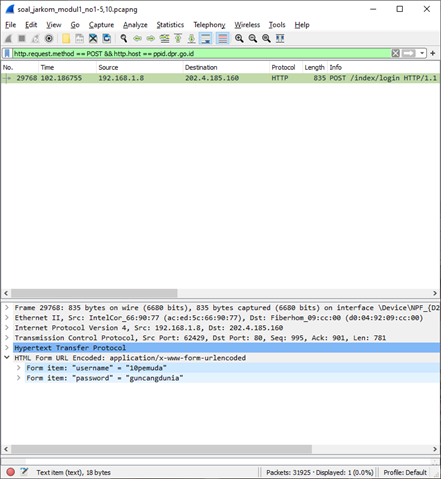 soal_jarkom_modul1_no1-5,10.pcapng
File Edit View Go Capture Analyze Statistics Telephony Wireless Tools Help
http.request.method == POST && http.host == ppid.dpr.go.id
No. Time Source Destination Protocol Length Info
29768 102.186755 192.168.1.8 202.4.185.160 HTTP 835 POST /index/login HTTP/1.1
Frame 29768: 835 bytes on wire (6680 bits), 835 bytes captured (6680 bits) on interface \Device\NPF_{D2
Ethernet II, Src: IntelCor_66:90:77 (ac:ed:5c:66:90:77), Dst: Fiberhom_09:cc:00 (d0:04:92:09:cc:00)
Internet Protocol Version 4, Src: 192.168.1.8, Dst: 202.4.185.160
Transmission Control Protocol, Src Port: 62429, Dst Port: 80, Seq: 995, Ack: 901, Len: 781
Hypertext Transfer Protocol
HTML Form URL Encoded: application/x-www-form-urlencoded
Form item: "username" = "10pemuda"
Form item: "password" = "guncangdunia"
Text item (text), 18 bytes Packets: 31925 · Displayed: 1 (0.0%) Profile: Default